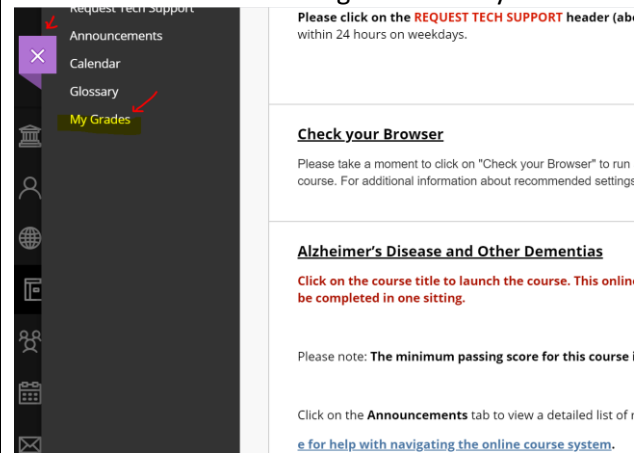 Request Tech Support
Announcements
Calendar
Glossary
My Grades
Please click on the REQUEST TECH SUPPORT header
within 24 hours on weekdays.
Check your Browser
Please take a moment to click on "Check your Browser" to run
course. For additional information about recommended settings
Alzheimer's Disease and Other Dementias
Click on the course title to launch the course. This
be completed in one sitting.
Please note: The minimum passing score for this course
Click on the Announcements tab to view a detailed list of
e for help with navigating the online course system.